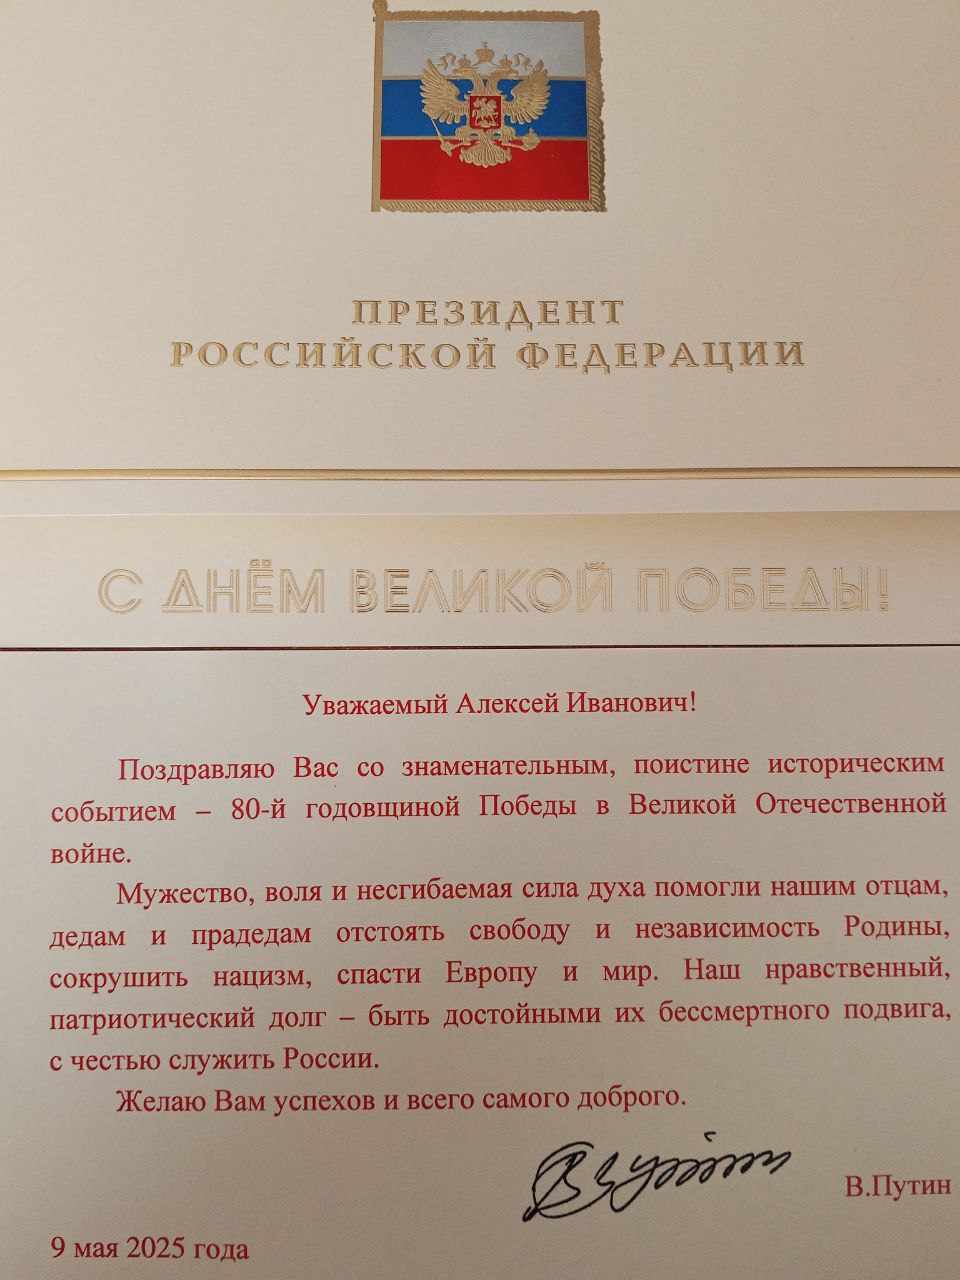 ПРЕЗИДЕНТ
РОССИЙСКОЙ ФЕДЕРАЦИИ
С ДНЁМ ВЕЛИКОЙ ПОБЕДЫ!
Уважаемый Алексей Иванович!
Поздравляю Вас со знаменательным, поистине историческим
событием – 80-й годовщиной Победы в Великой Отечественной
войне.
Мужество, воля и несгибаемая сила духа помогли нашим отцам,
дедам и прадедам отстоять свободу и независимость Родины,
сокрушить нацизм, спасти Европу и мир. Наш нравственный,
патриотический долг – быть достойными их бессмертного подвига,
с честью служить России.
Желаю Вам успехов и всего самого доброго.
В.Путин
9 мая 2025 года